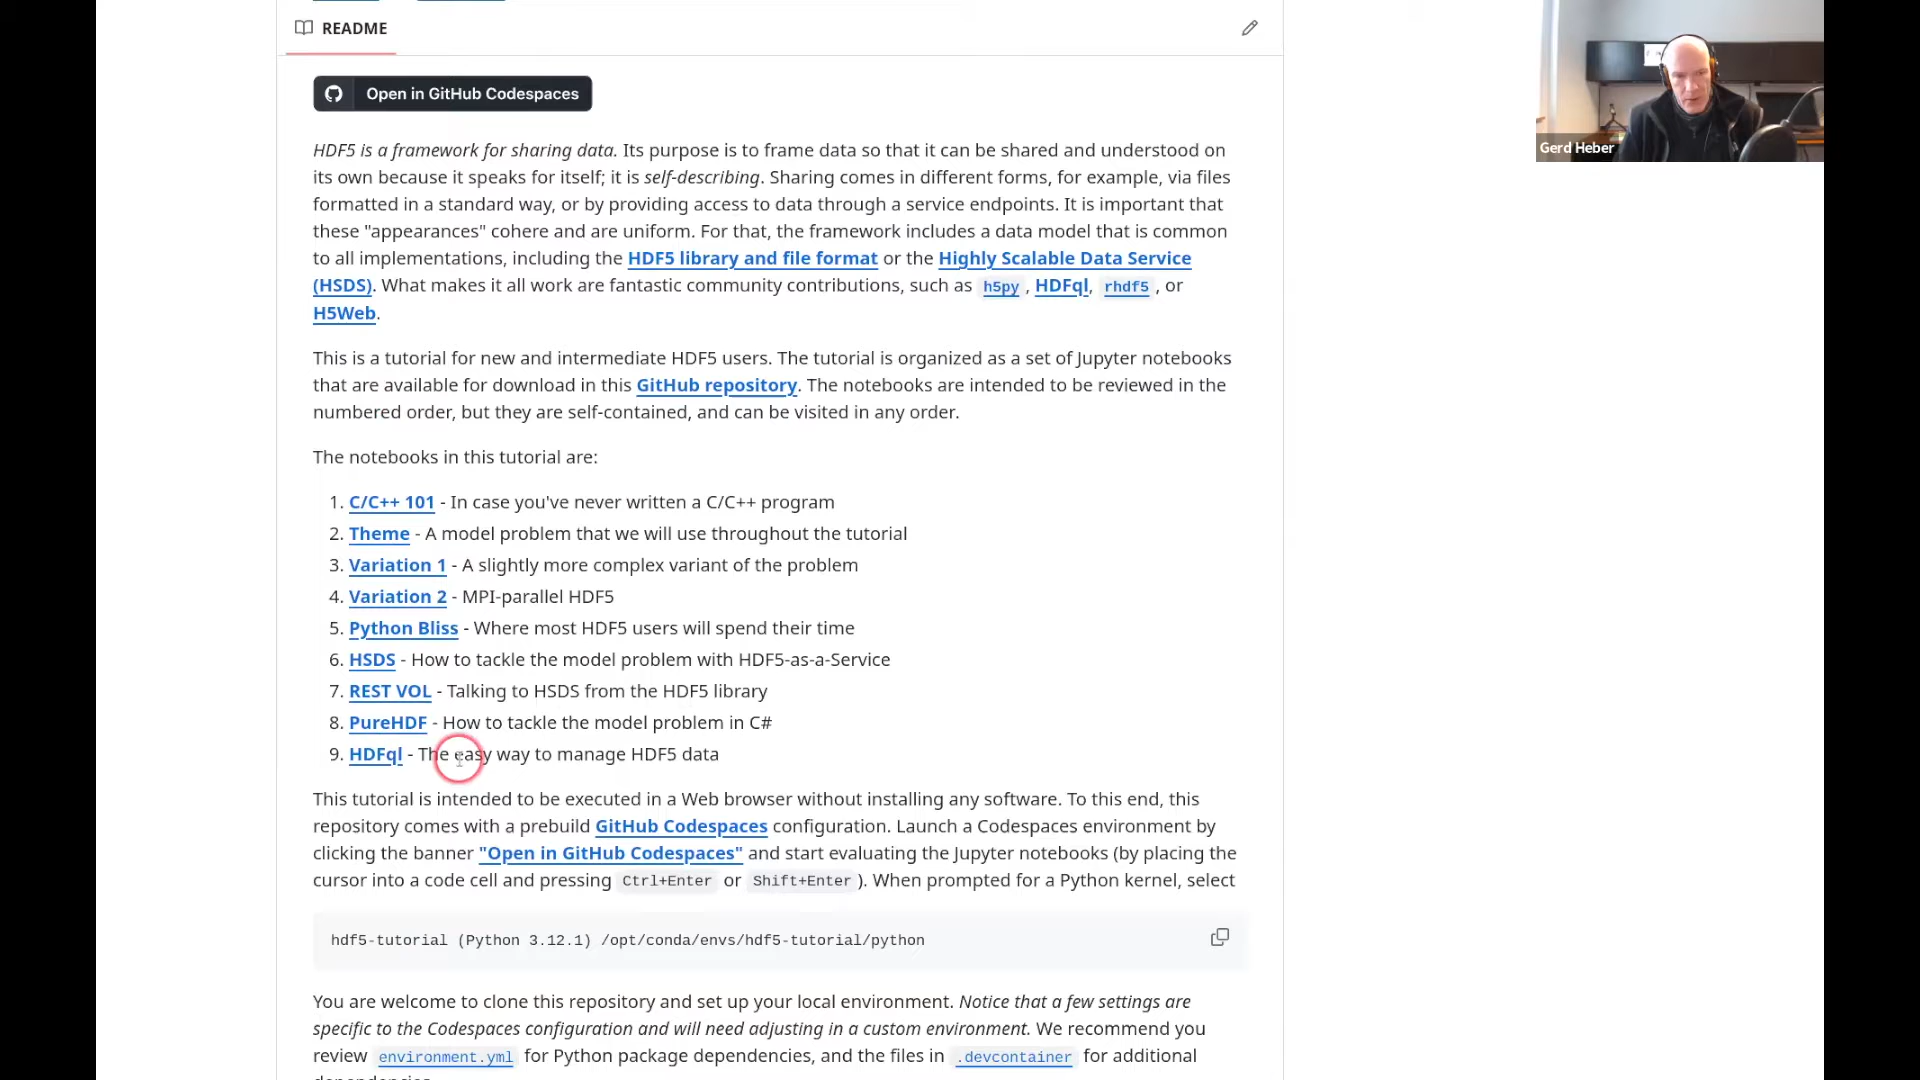 README
Open in GitHub Codespaces
HDF5 is a framework for sharing data. Its purpose is to frame data so that it can be shared and understood on
its own because it speaks for itself; it is self-describing. Sharing comes in different forms, for example, via files
formatted in a standard way, or by providing access to data through a service endpoints. It is important that
these "appearances" cohere and are uniform. For that, the framework includes a data model that is common
to all implementations, including the HDF5 library and file format or the Highly Scalable Data Service
(HSDS). What makes it all work are fantastic community contributions, such as h5py , HDFql, rhdf5 , or
H5Web.
This is a tutorial for new and intermediate HDF5 users. The tutorial is organized as a set of Jupyter notebooks
that are available for download in this GitHub repository. The notebooks are intended to be reviewed in the
numbered order, but they are self-contained, and can be visited in any order.
The notebooks in this tutorial are:
1. C/C++ 101 - In case you've never written a C/C++ program
2. Theme - A model problem that we will use throughout the tutorial
3. Variation 1 - A slightly more complex variant of the problem
4. Variation 2 - MPI-parallel HDF5
5. Python Bliss - Where most HDF5 users will spend their time
6. HSDS - How to tackle the model problem with HDF5-as-a-Service
7. REST VOL - Talking to HSDS from the HDF5 library
8. PureHDF - How to tackle the model problem in C#
9. HDFql - The easy way to manage HDF5 data
This tutorial is intended to be executed in a Web browser without installing any software. To this end, this
repository comes with a prebuild GitHub Codespaces configuration. Launch a Codespaces environment by
clicking the banner "Open in GitHub Codespaces" and start evaluating the Jupyter notebooks (by placing the
cursor into a code cell and pressing Ctrl+Enter or Shift+Enter ). When prompted for a Python kernel, select
hdf5-tutorial (Python 3.12.1) /opt/conda/envs/hdf5-tutorial/python
You are welcome to clone this repository and set up your local environment. Notice that a few settings are
specific to the Codespaces configuration and will need adjusting in a custom environment. We recommend you
review environment.yml for Python package dependencies, and the files in .devcontainer for additional
Gerd Heber